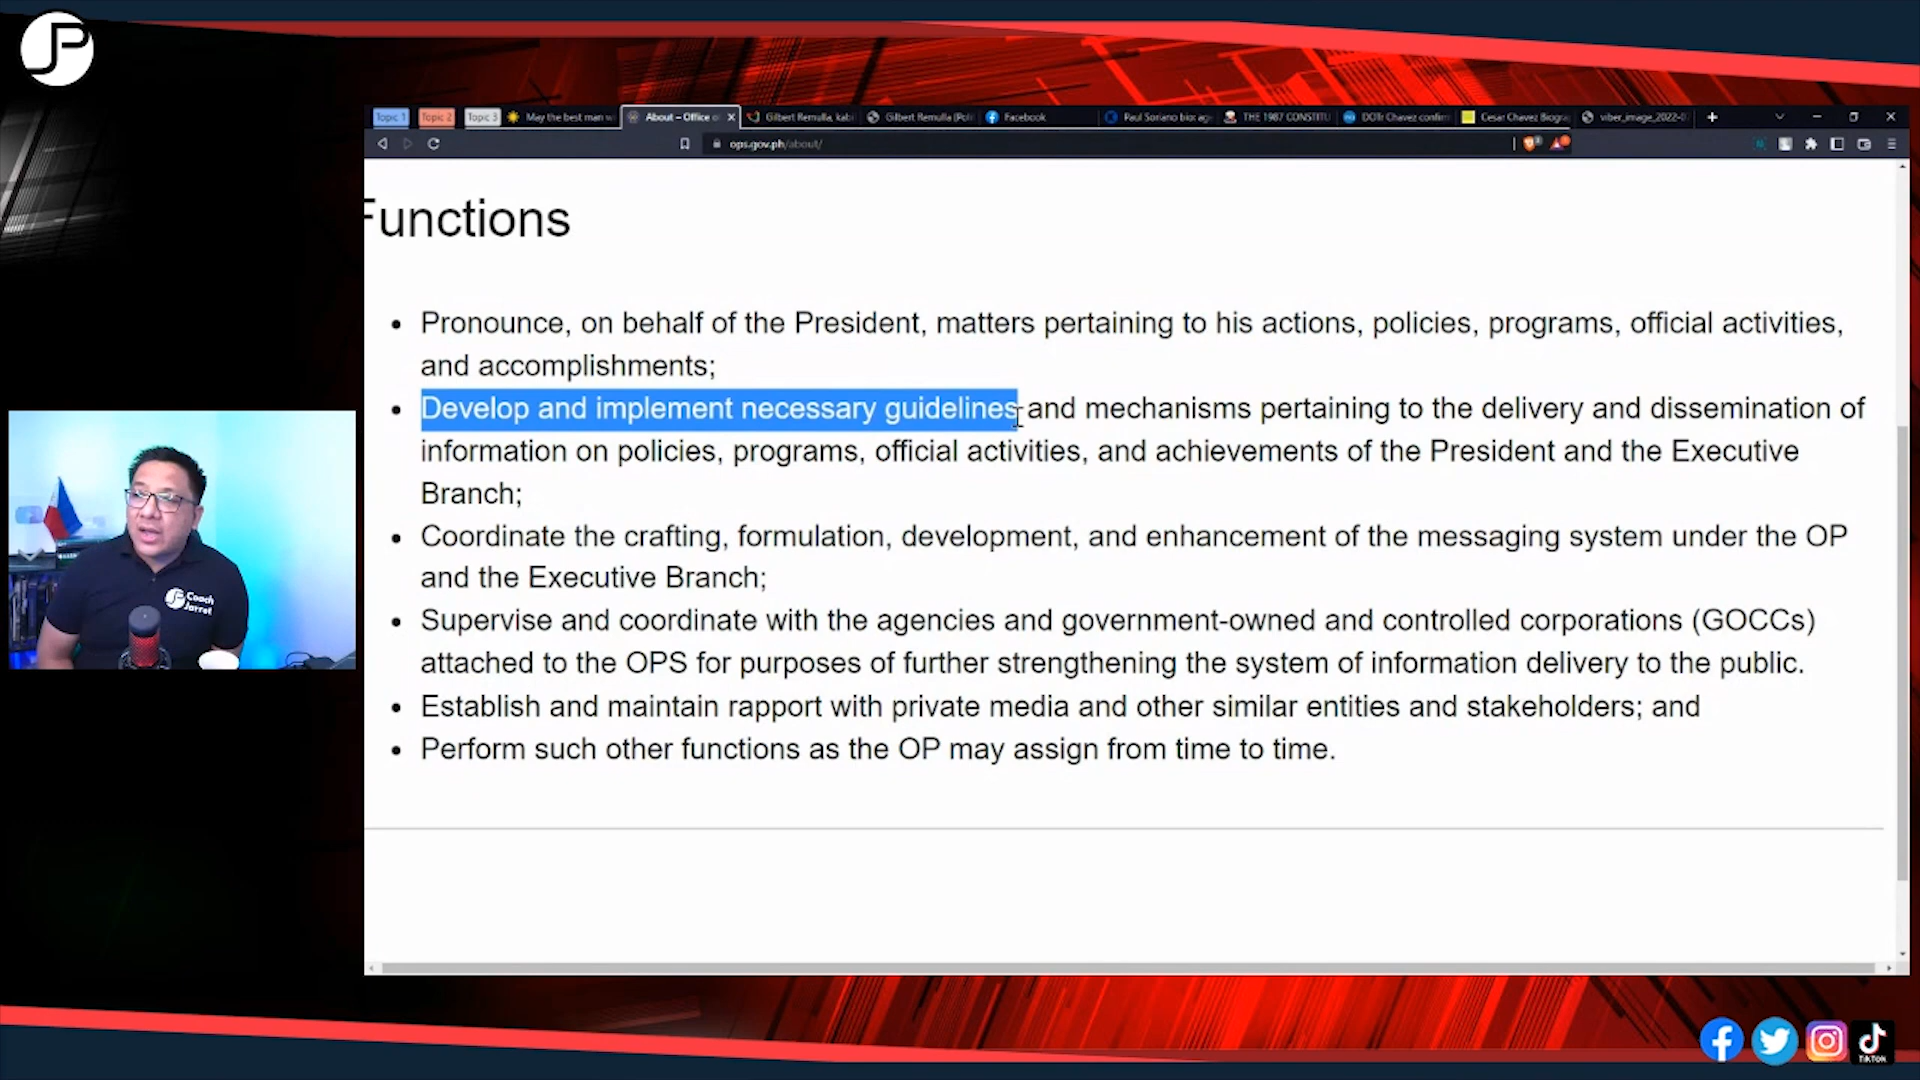 JP
Topic 1 Topic 2 Topic 3 May the best man w About – Office o Gilbert Remulla, kabi Gilbert Remulla (Poli Facebook Paul Soriano bio: ag THE 1987 CONSTITU DOTr Chavez confirm Cesar Chavez Biogra viber_image_2022-0
ops.gov.ph/about/
Functions
• Pronounce, on behalf of the President, matters pertaining to his actions, policies, programs, official activities,
and accomplishments;
• Develop and implement necessary guidelines and mechanisms pertaining to the delivery and dissemination of
information on policies, programs, official activities, and achievements of the President and the Executive
Branch;
• Coordinate the crafting, formulation, development, and enhancement of the messaging system under the OP
and the Executive Branch;
• Supervise and coordinate with the agencies and government-owned and controlled corporations (GOCCs)
attached to the OPS for purposes of further strengthening the system of information delivery to the public.
• Establish and maintain rapport with private media and other similar entities and stakeholders; and
• Perform such other functions as the OP may assign from time to time.
Coach
Jarret
TIKTOK